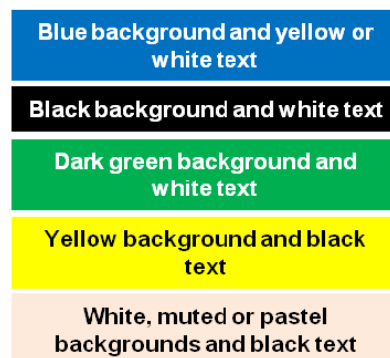 Blue background and yellow or
white text
Black background and white text
Dark green background and
white text
Yellow background and black
text
White, muted or pastel
backgrounds and black text